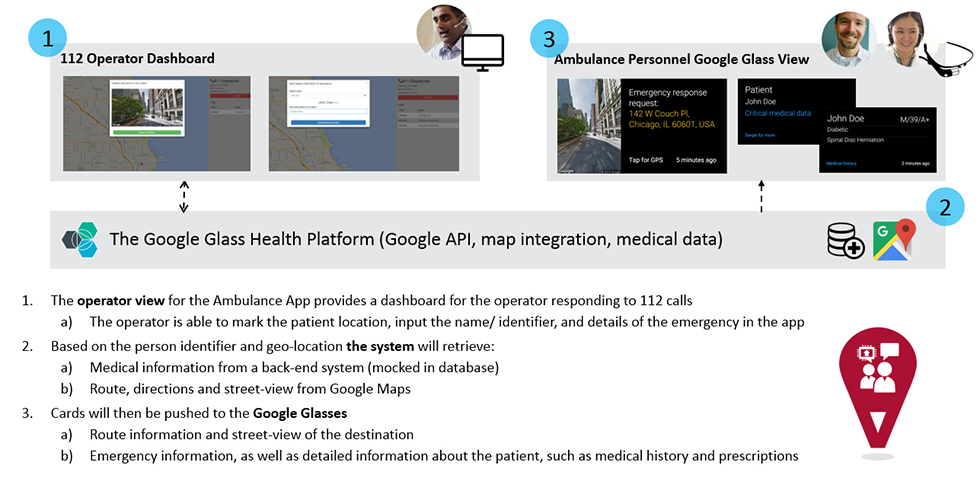 1
112 Operator Dashboard
3
Ambulance Personnel Google Glass View
Emergency response
request:
142 W Couch Pl,
Chicago, IL 60601, USA
Tap for GPS 5 minutes ago
Patient
John Doe
Critical medical data
Swipe for more
John Doe M/39/A+
Diabetic
Spinal Disc Herniation
Medical history 2 minutes ago
2
The Google Glass Health Platform (Google API, map integration, medical data)
G
1. The operator view for the Ambulance App provides a dashboard for the operator responding to 112 calls
a) The operator is able to mark the patient location, input the name/ identifier, and details of the emergency in the app
2. Based on the person identifier and geo-location the system will retrieve:
a) Medical information from a back-end system (mocked in database)
b) Route, directions and street-view from Google Maps
3. Cards will then be pushed to the Google Glasses
a) Route information and street-view of the destination
b) Emergency information, as well as detailed information about the patient, such as medical history and prescriptions